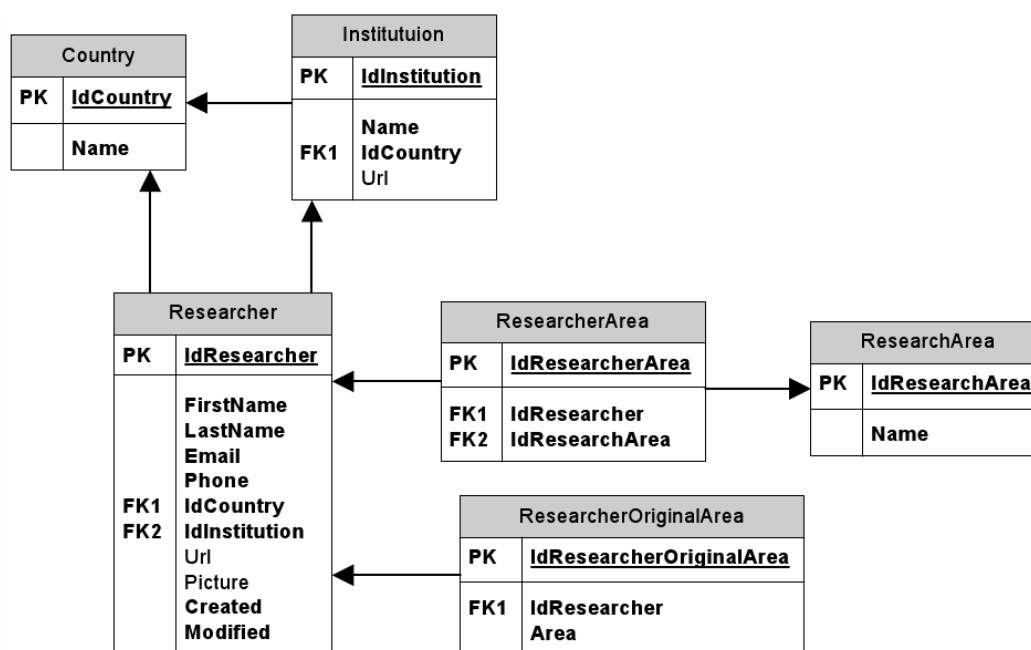 Country
PK IdCountry
Name
Institutuion
PK IdInstitution
Name
FK1 IdCountry
Url
Researcher
PK IdResearcher
FirstName
LastName
Email
Phone
FK1 IdCountry
FK2 IdInstitution
Url
Picture
Created
Modified
ResearcherArea
PK IdResearcherArea
FK1 IdResearcher
FK2 IdResearchArea
ResearchArea
PK IdResearchArea
Name
ResearcherOriginalArea
PK IdResearcherOriginalArea
FK1 IdResearcher
Area